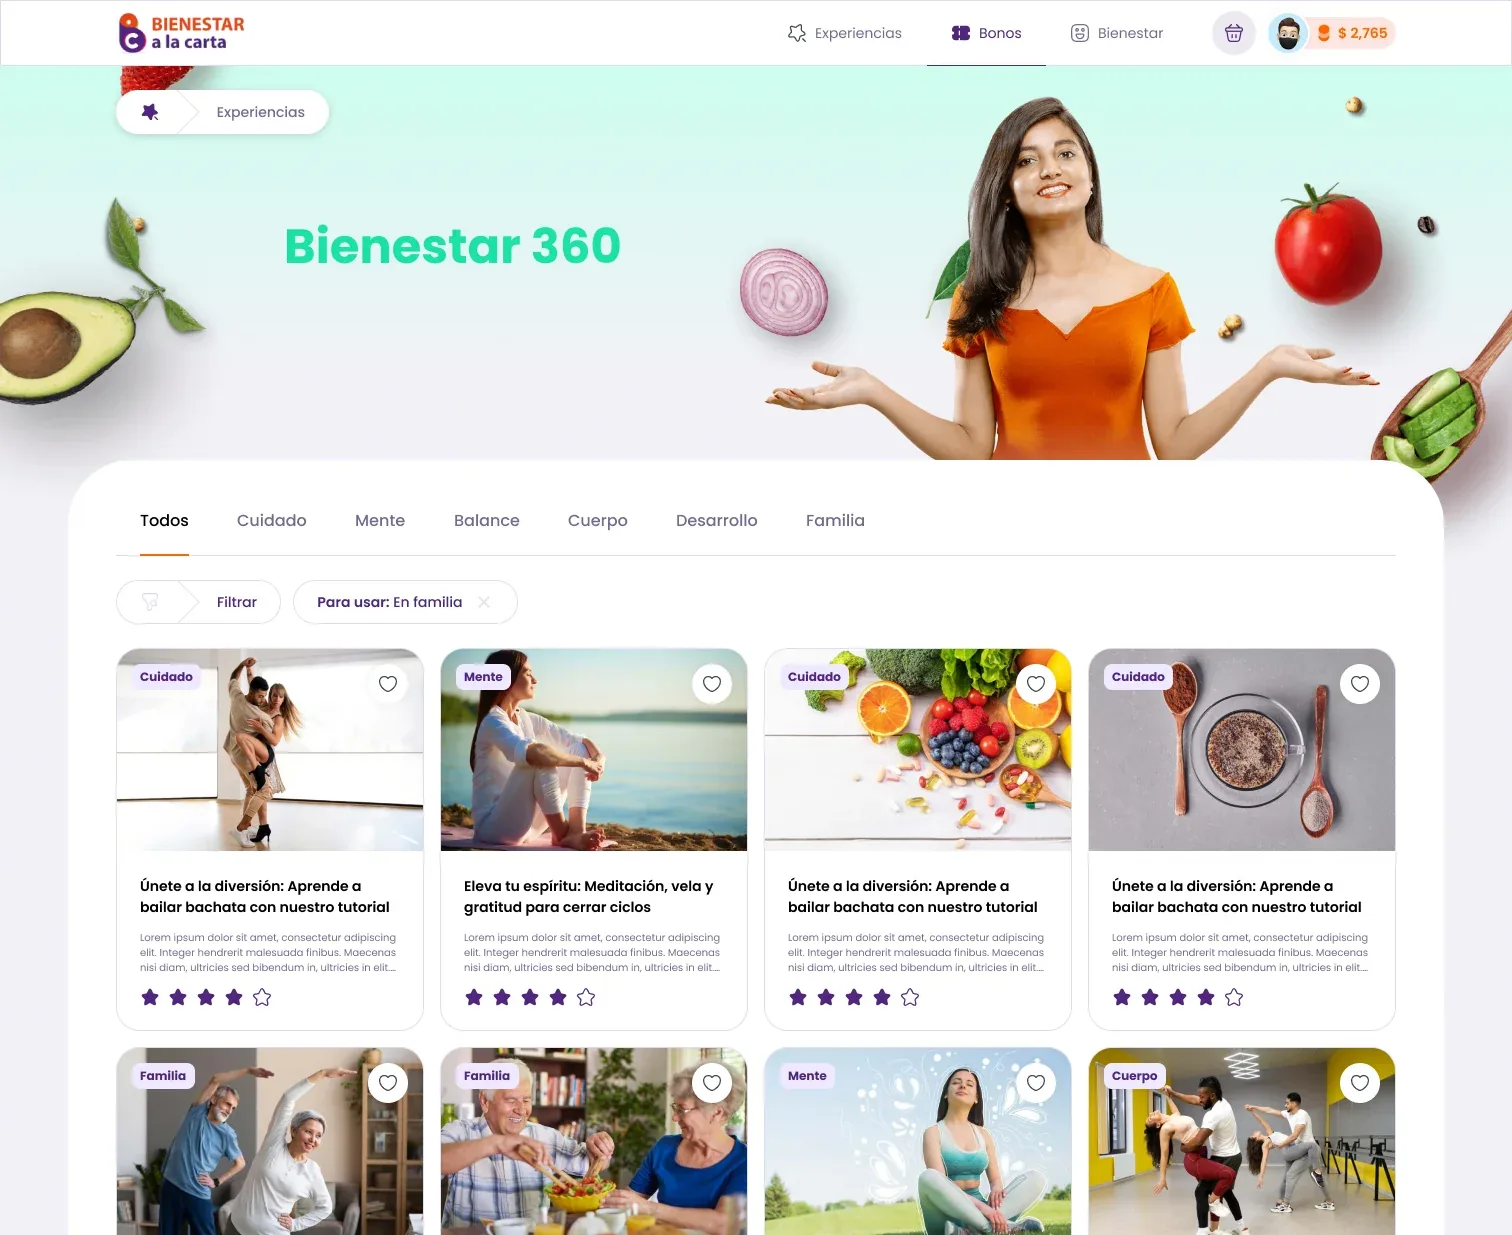 BIENESTAR
a la carta
Experiencias
Bonos
Bienestar
$ 2,765
Experiencias
Bienestar 360
Todos
Cuidado
Mente
Balance
Cuerpo
Desarrollo
Familia
Filtrar
Para usar: En familia
Cuidado
Únete a la diversión: Aprende a
bailar bachata con nuestro tutorial
Lorem ipsum dolor sit amet, consectetur adipiscing
elit. Integer hendrerit malesuada finibus. Maecenas
nisi diam, ultricies sed bibendum in, ultricies in elit....
Mente
Eleva tu espíritu: Meditación, vela y
gratitud para cerrar ciclos
Lorem ipsum dolor sit amet, consectetur adipiscing
elit. Integer hendrerit malesuada finibus. Maecenas
nisi diam, ultricies sed bibendum in, ultricies in elit....
Cuidado
Únete a la diversión: Aprende a
bailar bachata con nuestro tutorial
Lorem ipsum dolor sit amet, consectetur adipiscing
elit. Integer hendrerit malesuada finibus. Maecenas
nisi diam, ultricies sed bibendum in, ultricies in elit....
Cuidado
Únete a la diversión: Aprende a
bailar bachata con nuestro tutorial
Lorem ipsum dolor sit amet, consectetur adipiscing
elit. Integer hendrerit malesuada finibus. Maecenas
nisi diam, ultricies sed bibendum in, ultricies in elit....
Familia
Familia
Mente
Cuerpo